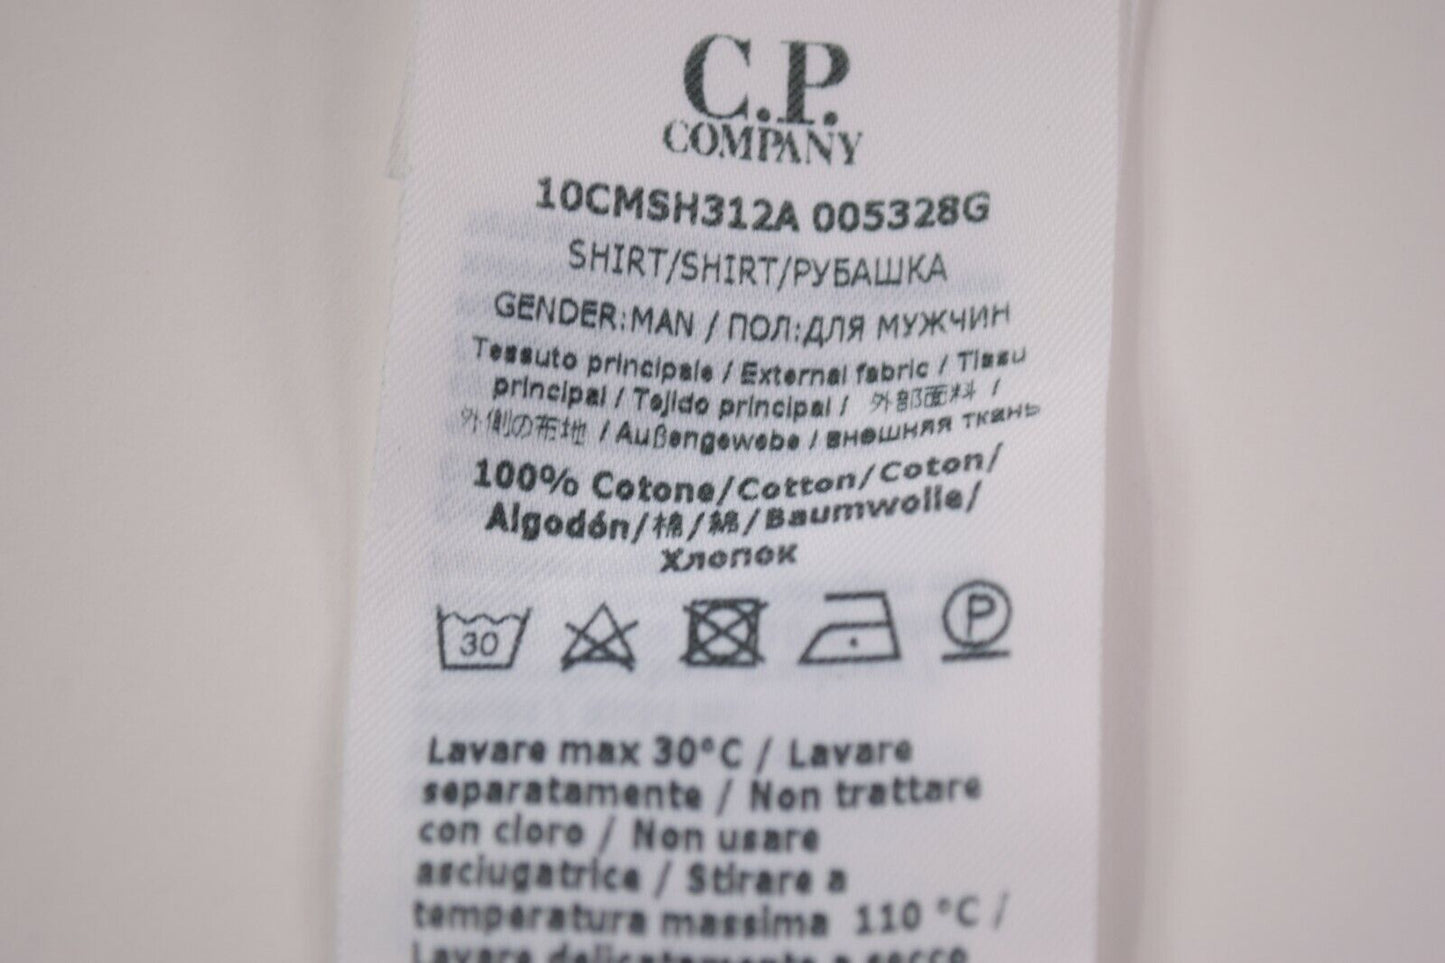 C.P.
COMPANY
10CMSH312A 005328G
SHIRT/SHIRT/РУБАШКА
GENDER:MAN / ПОЛ:ДЛЯ МУЖЧИН
Tessuto principale / External fabric / Tissu
principal / Tejido principal / 外部面料 /
外側の布地 / Außengewebe / внешняя ткань
100% Cotone/Cotton/Coton/
Algodón/棉/綿/Baumwolle/
Хлопок
30 P
Lavare max 30°C / Lavare
separatamente / Non trattare
con cloro / Non usare
asciugatrice / Stirare a
temperatura massima 110 °C /
Lavare delicatamente a secco